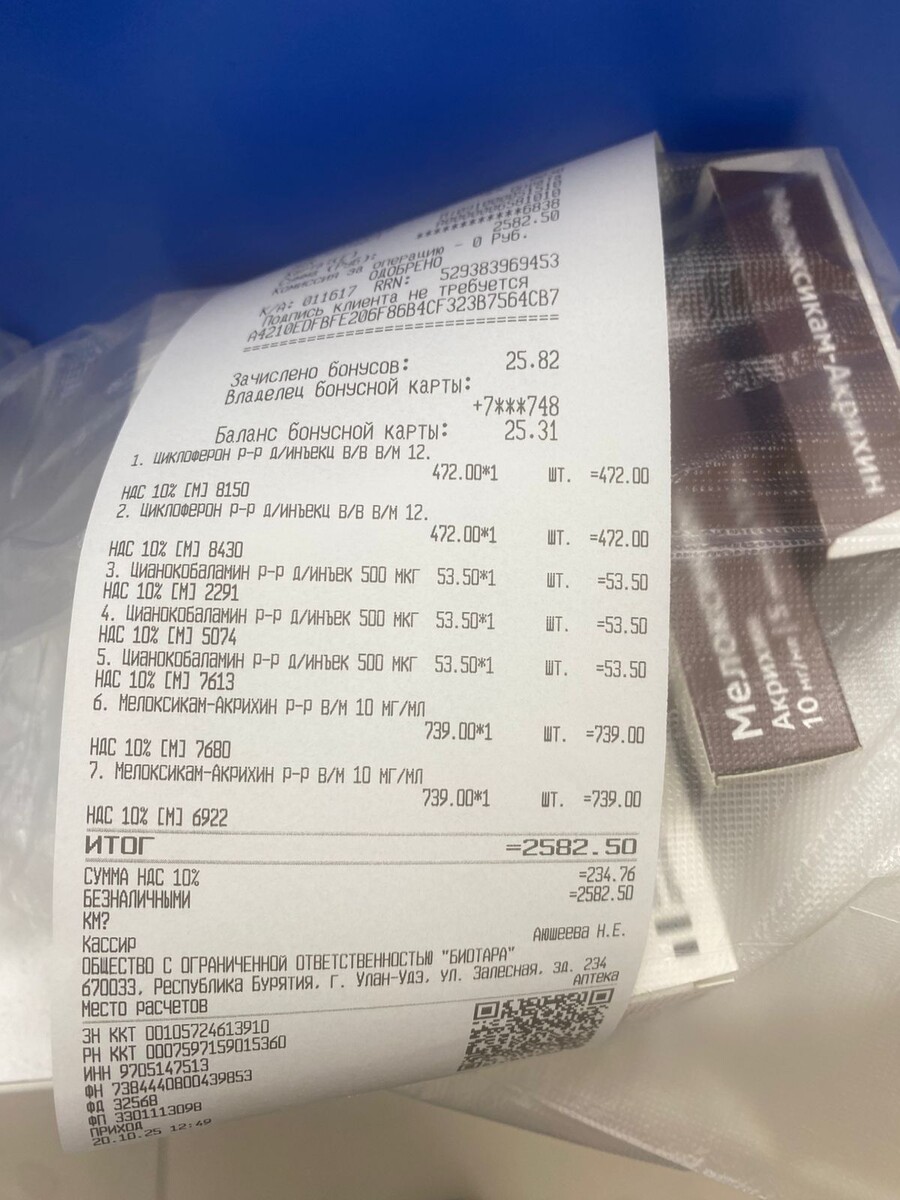 ************6838
2582.50
Комиссия за операцию - 0 Руб.
ОДОБРЕНО
К/А: 011617 RRN: 529383969453
Подпись клиента не требуется
A4210EDFBFE206F86B4CF323B7564CB7
================================
Зачислено бонусов: 25.82
Владелец бонусной карты:
+7***748
Баланс бонусной карты: 25.31
1. ЦИКЛОФЕРОН Р-Р Д/ИНЪЕКЦ В/В В/М 12.
472.00*1 ШТ. =472.00
НДС 10% [М] 8150
2. ЦИКЛОФЕРОН Р-Р Д/ИНЪЕКЦ В/В В/М 12.
472.00*1 ШТ. =472.00
НДС 10% [М] 8430
3. Цианокобаламин р-р д/инъек 500 мкг 53.50*1 ШТ. =53.50
НДС 10% [М] 2291
4. Цианокобаламин р-р д/инъек 500 мкг 53.50*1 ШТ. =53.50
НДС 10% [М] 5074
5. Цианокобаламин р-р д/инъек 500 мкг 53.50*1 ШТ. =53.50
НДС 10% [М] 7613
6. Мелоксикам-Акрихин р-р в/м 10 мг/мл
739.00*1 ШТ. =739.00
НДС 10% [М] 7680
7. Мелоксикам-Акрихин р-р в/м 10 мг/мл
739.00*1 ШТ. =739.00
НДС 10% [М] 6922
ИТОГ =2582.50
СУММА НДС 10% =234.76
БЕЗНАЛИЧНЫМИ =2582.50
КМ?
Кассир Аюшеева Н.Е.
ОБЩЕСТВО С ОГРАНИЧЕННОЙ ОТВЕТСТВЕННОСТЬЮ "БИОТАРА"
670033, Республика Бурятия, г. Улан-Удэ, ул. Залесная, зд. 234
Место расчетов Аптека
ЗН ККТ 00105724613910
РН ККТ 0007597159015360
ИНН 9705147513
ФН 7384440800439853
ФД 32568
ФП 3301113098
ПРИХОД
20.10.25 12:49
Мелоксикам-Акрихин
Акрихин
10 мг/мл